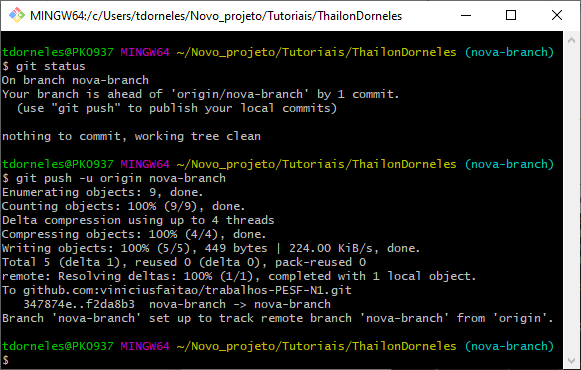 MINGW64:/c/Users/tdorneles/Novo_projeto/Tutoriais/ThailonDorneles
tdorneles@PK0937 MINGW64 ~/Novo_projeto/Tutoriais/ThailonDorneles (nova-branch)
$ git status
On branch nova-branch
Your branch is ahead of 'origin/nova-branch' by 1 commit.
  (use "git push" to publish your local commits)
nothing to commit, working tree clean
tdorneles@PK0937 MINGW64 ~/Novo_projeto/Tutoriais/ThailonDorneles (nova-branch)
$ git push -u origin nova-branch
Enumerating objects: 9, done.
Counting objects: 100% (9/9), done.
Delta compression using up to 4 threads
Compressing objects: 100% (4/4), done.
Writing objects: 100% (5/5), 449 bytes | 224.00 KiB/s, done.
Total 5 (delta 1), reused 0 (delta 0), pack-reused 0
remote: Resolving deltas: 100% (1/1), completed with 1 local object.
To github.com:viniciusfaitao/trabalhos-PESF-N1.git
   347874e..f2da8b3  nova-branch -> nova-branch
Branch 'nova-branch' set up to track remote branch 'nova-branch' from 'origin'.
tdorneles@PK0937 MINGW64 ~/Novo_projeto/Tutoriais/ThailonDorneles (nova-branch)
$